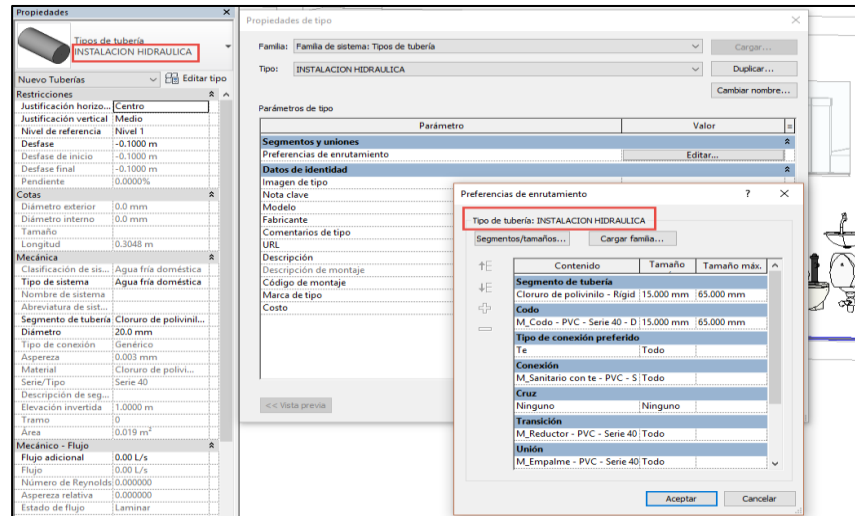 Propiedades
Tipos de tubería
INSTALACION HIDRAULICA
Nuevo Tuberías
Editar tipo
Restricciones
Justificación horizo... Centro
Justificación vertical Medio
Nivel de referencia Nivel 1
Desfase -0.1000 m
Desfase de inicio -0.1000 m
Desfase final -0.1000 m
Pendiente 0.0000%
Cotas
Diámetro exterior 0.0 mm
Diámetro interno 0.0 mm
Tamaño
Longitud 0.3048 m
Mecánica
Clasificación de sis... Agua fría doméstica
Tipo de sistema Agua fría doméstica
Nombre de sistema
Abreviatura de sist...
Segmento de tubería Cloruro de polivinil...
Diámetro 20.0 mm
Tipo de conexión Genérico
Aspereza 0.003 mm
Material Cloruro de polivi...
Serie/Tipo Serie 40
Descripción de seg...
Elevación invertida 1.0000 m
Tramo 0
Área 0.019 m²
Mecánico - Flujo
Flujo adicional 0.00 L/s
Flujo 0.00 L/s
Número de Reynolds 0.000000
Aspereza relativa 0.000000
Estado de flujo Laminar
Propiedades de tipo
Familia: Familia de sistema: Tipos de tubería
Cargar...
Tipo: INSTALACION HIDRAULICA
Duplicar...
Cambiar nombre...
Parámetros de tipo
Parámetro Valor =
Segmentos y uniones
Preferencias de enrutamiento Editar...
Datos de identidad
Imagen de tipo
Nota clave
Modelo
Fabricante
Comentarios de tipo
URL
Descripción
Descripción de montaje
Código de montaje
Marca de tipo
Costo
<< Vista previa
Preferencias de enrutamiento ?
Tipo de tubería: INSTALACION HIDRAULICA
Segmentos/tamaños... Cargar familia...
Contenido Tamaño Tamaño máx.
Segmento de tubería
Cloruro de polivinilo - Rígid 15.000 mm 65.000 mm
Codo
M_Codo - PVC - Serie 40 - D 15.000 mm 65.000 mm
Tipo de conexión preferido
Te Todo
Conexión
M_Sanitario con te - PVC - S Todo
Cruz
Ninguno Ninguno
Transición
M_Reductor - PVC - Serie 40 Todo
Unión
M_Empalme - PVC - Serie 40 Todo
Aceptar Cancelar